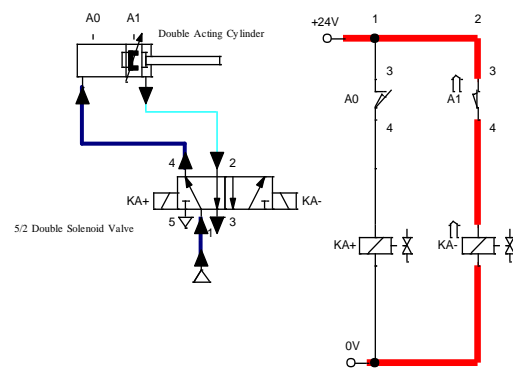 A0 A1
Double Acting Cylinder
4 2
KA+ KA-
5 1 3
5/2 Double Solenoid Valve
+24V
1 2
3 3
A0 A1
4 4
KA+ KA-
0V